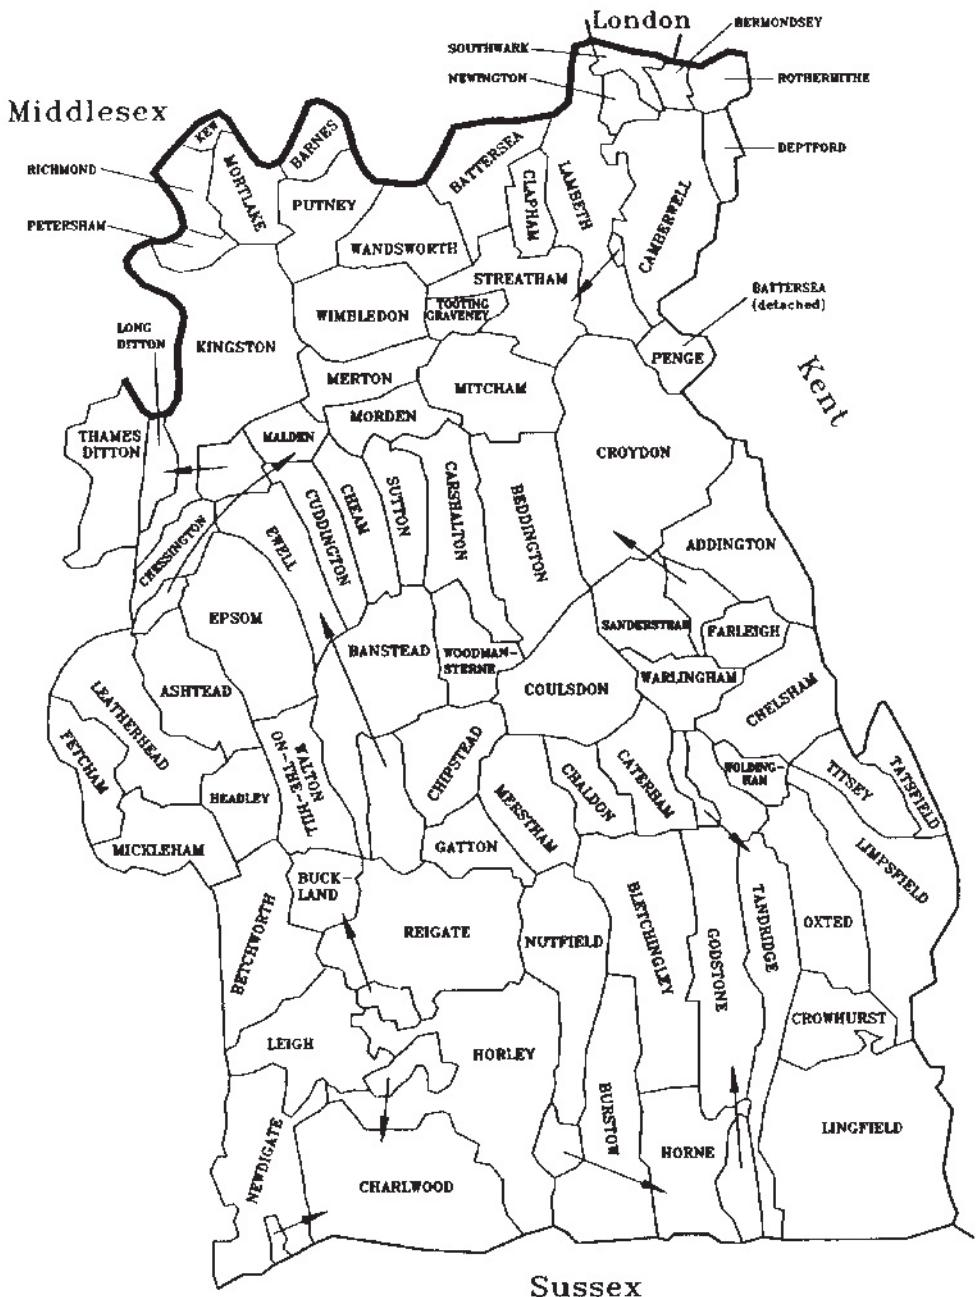 London
BERMONDSEY
SOUTHWARK
NEWINGTON
ROTHERHITHE
Middlesex
KEW
BARNES
DEPTFORD
RICHMOND
MORTLAKE
PUTNEY
BATTERSEA
CLAPHAM
LAMBETH
CAMBERWELL
PETERSHAM
WANDSWORTH
STREATHAM
BATTERSEA
(detached)
TOOTING
GRAVENEY
WIMBLEDON
LONG
DITTON
KINGSTON
PENGE
Kent
MERTON
MITCHAM
MORDEN
THAMES
DITTON
MALDEN
CROYDON
CHESSINGTON
EWELL
CUDDINGTON
CHEAM
SUTTON
CARSHALTON
BEDDINGTON
ADDINGTON
EPSOM
SANDERSTEAD
FARLEIGH
BANSTEAD
WOODMAN-
STERNE
ASHTEAD
COULSDON
WARLINGHAM
CHELSHAM
LEATHERHEAD
FETCHAM
WALTON
ON-THE-HILL
CHIPSTEAD
CHALDON
CATERHAM
WOLDING-
HAM
TITSEY
TATSFIELD
HEADLEY
MERSTHAM
MICKLEHAM
GATTON
LIMPSFIELD
BUCK-
LAND
BETCHWORTH
REIGATE
NUTFIELD
BLETCHINGLEY
GODSTONE
TANDRIDGE
OXTED
CROWHURST
LEIGH
HORLEY
BURSTOW
HORNE
LINGFIELD
NEWDIGATE
CHARLWOOD
Sussex